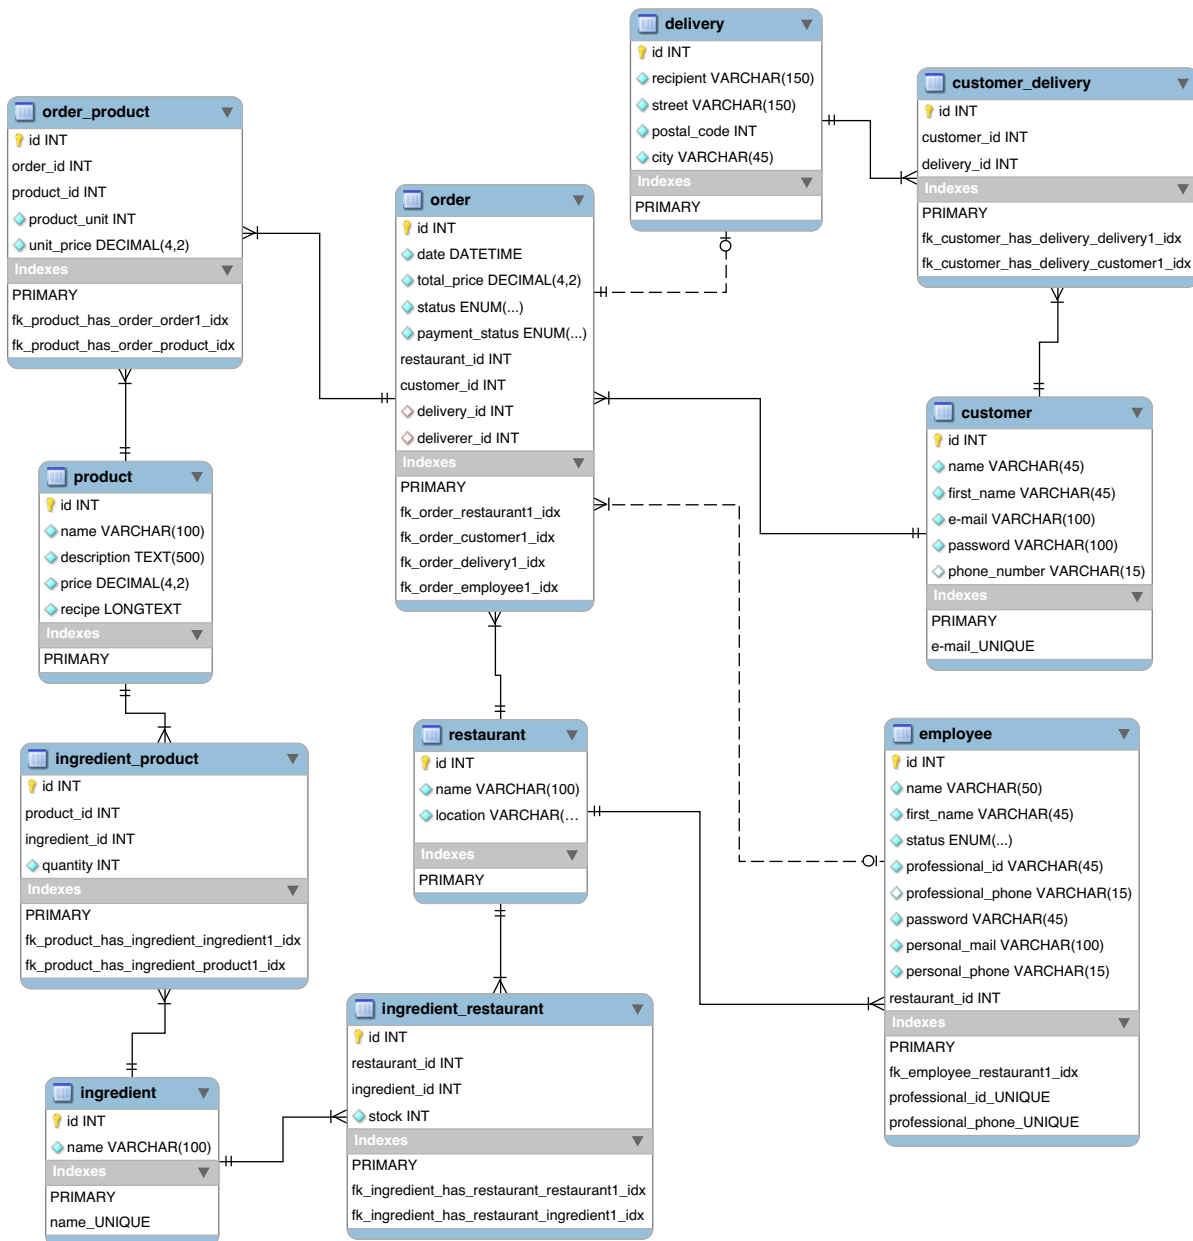 delivery
id INT
recipient VARCHAR(150)
street VARCHAR(150)
postal_code INT
city VARCHAR(45)
Indexes
PRIMARY
customer_delivery
id INT
customer_id INT
delivery_id INT
Indexes
PRIMARY
fk_customer_has_delivery_delivery1_idx
fk_customer_has_delivery_customer1_idx
order_product
id INT
order_id INT
product_id INT
product_unit INT
unit_price DECIMAL(4,2)
Indexes
PRIMARY
fk_product_has_order_order1_idx
fk_product_has_order_product_idx
order
id INT
date DATETIME
total_price DECIMAL(4,2)
status ENUM(...)
payment_status ENUM(...)
restaurant_id INT
customer_id INT
delivery_id INT
deliverer_id INT
Indexes
PRIMARY
fk_order_restaurant1_idx
fk_order_customer1_idx
fk_order_delivery1_idx
fk_order_employee1_idx
customer
id INT
name VARCHAR(45)
first_name VARCHAR(45)
e-mail VARCHAR(100)
password VARCHAR(100)
phone_number VARCHAR(15)
Indexes
PRIMARY
e-mail_UNIQUE
product
id INT
name VARCHAR(100)
description TEXT(500)
price DECIMAL(4,2)
recipe LONGTEXT
Indexes
PRIMARY
restaurant
id INT
name VARCHAR(100)
location VARCHAR(...
Indexes
PRIMARY
employee
id INT
name VARCHAR(50)
first_name VARCHAR(45)
status ENUM(...)
professional_id VARCHAR(45)
professional_phone VARCHAR(15)
password VARCHAR(45)
personal_mail VARCHAR(100)
personal_phone VARCHAR(15)
restaurant_id INT
Indexes
PRIMARY
fk_employee_restaurant1_idx
professional_id_UNIQUE
professional_phone_UNIQUE
ingredient_product
id INT
product_id INT
ingredient_id INT
quantity INT
Indexes
PRIMARY
fk_product_has_ingredient_ingredient1_idx
fk_product_has_ingredient_product1_idx
ingredient_restaurant
id INT
restaurant_id INT
ingredient_id INT
stock INT
Indexes
PRIMARY
fk_ingredient_has_restaurant_restaurant1_idx
fk_ingredient_has_restaurant_ingredient1_idx
ingredient
id INT
name VARCHAR(100)
Indexes
PRIMARY
name_UNIQUE